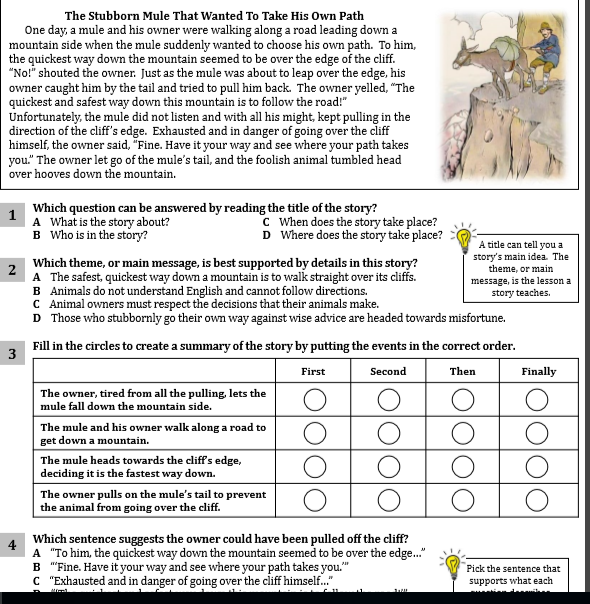 The Stubborn Mule That Wanted To Take His Own Path
One day, a mule and his owner were walking along a road leading down a
mountain side when the mule suddenly wanted to choose his own path. To him,
the quickest way down the mountain seemed to be over the edge of the cliff.
“No!” shouted the owner. Just as the mule was about to leap over the edge, his
owner caught him by the tail and tried to pull him back. The owner yelled, “The
quickest and safest way down this mountain is to follow the road!”
Unfortunately, the mule did not listen and with all his might, kept pulling in the
direction of the cliff’s edge. Exhausted and in danger of going over the cliff
himself, the owner said, “Fine. Have it your way and see where your path takes
you.” The owner let go of the mule’s tail, and the foolish animal tumbled head
over hooves down the mountain.
1 Which question can be answered by reading the title of the story?
A What is the story about? C When does the story take place?
B Who is in the story? D Where does the story take place?
A title can tell you a
story’s main idea. The
theme, or main
message, is the lesson a
story teaches.
2 Which theme, or main message, is best supported by details in this story?
A The safest, quickest way down a mountain is to walk straight over its cliffs.
B Animals do not understand English and cannot follow directions.
C Animal owners must respect the decisions that their animals make.
D Those who stubbornly go their own way against wise advice are headed towards misfortune.
3 Fill in the circles to create a summary of the story by putting the events in the correct order.
First Second Then Finally
The owner, tired from all the pulling, lets the
mule fall down the mountain side.
The mule and his owner walk along a road to
get down a mountain.
The mule heads towards the cliff’s edge,
deciding it is the fastest way down.
The owner pulls on the mule’s tail to prevent
the animal from going over the cliff.
4 Which sentence suggests the owner could have been pulled off the cliff?
A “To him, the quickest way down the mountain seemed to be over the edge...”
B “‘Fine. Have it your way and see where your path takes you.’”
C “Exhausted and in danger of going over the cliff himself...”
Pick the sentence that
supports what each